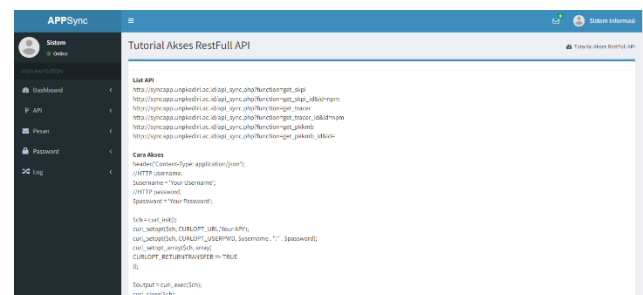 APPSync
Sistem Informasi
Sistem
Online
Tutorial Akses RestFull API
Tutorial Akses RestFull API
MAIN NAVIGATION
Dashboard
API
Pesan
Password
Log
List API
http://syncapp.unpkediri.ac.id/api_sync.php?function=get_skpi
http://syncapp.unpkediri.ac.id/api_sync.php?function=get_skpi_id&id=npm
http://syncapp.unpkediri.ac.id/api_sync.php?function=get_tracer
http://syncapp.unpkediri.ac.id/api_sync.php?function=get_tracer_id&id=npm
http://syncapp.unpkediri.ac.id/api_sync.php?function=get_pkkmb
http://syncapp.unpkediri.ac.id/api_sync.php?function=get_pkkmb_id&id=
Cara Akses
header('Content-Type: application/json');
//HTTP username.
$username = 'Your Username';
//HTTP password.
$password = 'Your Password';
$ch = curl_init();
curl_setopt($ch, CURLOPT_URL,'Your API');
curl_setopt($ch, CURLOPT_USERPWD, $username . ":" . $password);
curl_setopt_array($ch, array(
CURLOPT_RETURNTRANSFER => TRUE
));
$output = curl_exec($ch);
curl_close($ch);